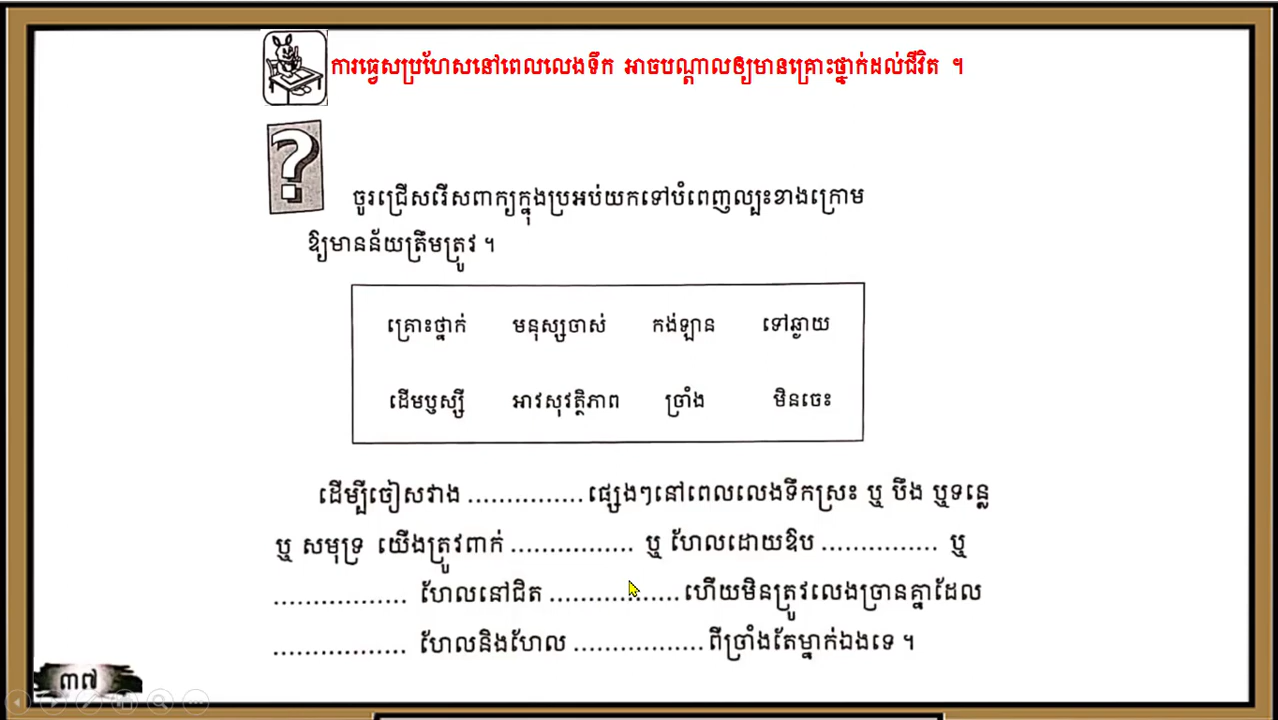 ការធ្វេសប្រហែសនៅពេលលេងទឹក អាចបណ្ដាលឲ្យមានគ្រោះថ្នាក់ដល់ជីវិត ។
?
ចូរជ្រើសរើសពាក្យក្នុងប្រអប់យកទៅបំពេញល្បះខាងក្រោម
ឱ្យមានន័យត្រឹមត្រូវ ។
គ្រោះថ្នាក់ មនុស្សចាស់ កង់ឡាន ទៅឆ្ងាយ
ដើមឫស្សី អាវសុវត្ថិភាព ច្រាំង មិនចេះ
ដើម្បីចៀសវាង ............... ផ្សេងៗនៅពេលលេងទឹកស្រះ ឬ បឹង ឬទន្លេ
ឬ សមុទ្រ យើងត្រូវពាក់ ................ ឬ ហែលដោយឱប ............... ឬ
................. ហែលនៅជិត ................. ហើយមិនត្រូវលេងច្រានគ្នាដែល
................. ហែលនិងហែល ................. ពីច្រាំងតែម្នាក់ឯងទេ ។
៣៧